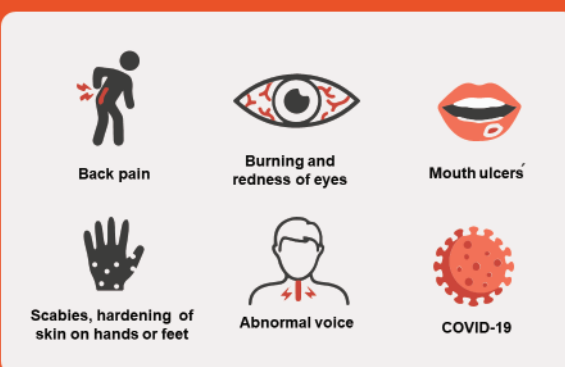 Back pain
Burning and
redness of eyes
Mouth ulcers´
Scabies, hardening of
skin on hands or feet
Abnormal voice
COVID-19